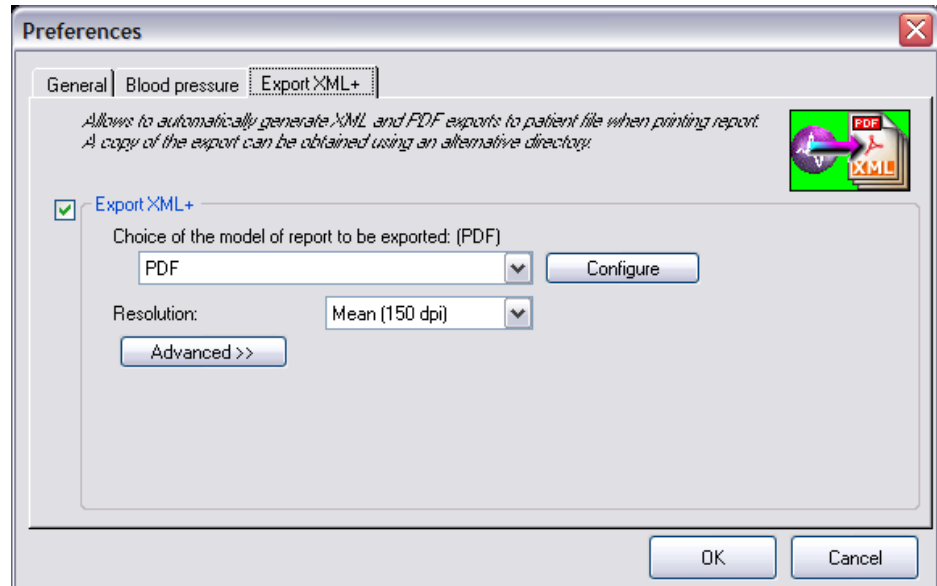 Preferences
General Blood pressure Export XML+
Allows to automatically generate XML and PDF exports to patient file when printing report.
A copy of the export can be obtained using an alternative directory.
PDF
XML
Export XML+
Choice of the model of report to be exported: (PDF)
PDF Configure
Resolution: Mean (150 dpi)
Advanced >>
OK Cancel